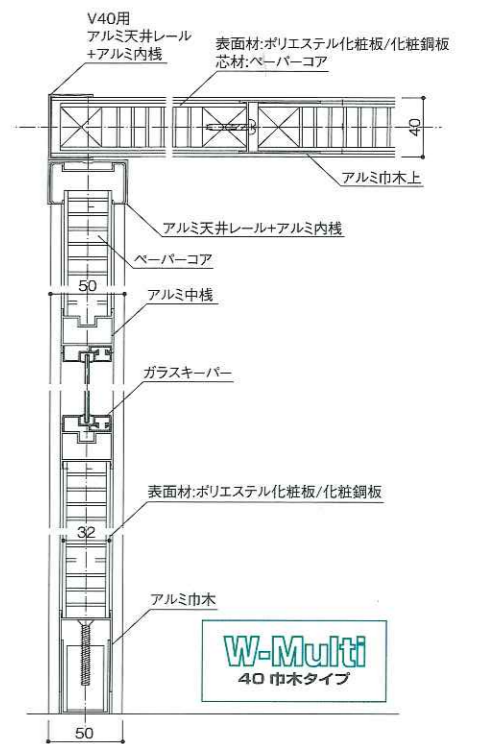 V40用
アルミ天井レール
+アルミ内桟
表面材:ポリエステル化粧板/化粧鋼板
芯材:ペーパーコア
40
アルミ巾木上
アルミ天井レール+アルミ内桟
ペーパーコア
50
アルミ中桟
ガラスキーパー
表面材:ポリエステル化粧板/化粧鋼板
32
アルミ巾木
W-Multi
40巾木タイプ
50